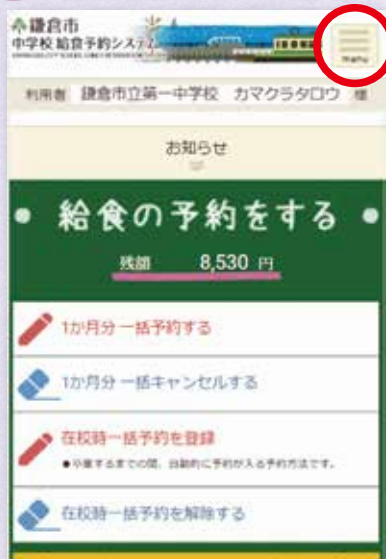 鎌倉市
中学校 給食予約システム
menu
利用者 鎌倉市立第一中学校 カマクラタロウ 様
お知らせ
給食の予約をする
残額 8,530 円
1か月分 一括予約する
1か月分 一括キャンセルする
在校時一括予約を登録
●卒業するまでの間、自動的に予約が入る予約方法です。
在校時一括予約を解除する